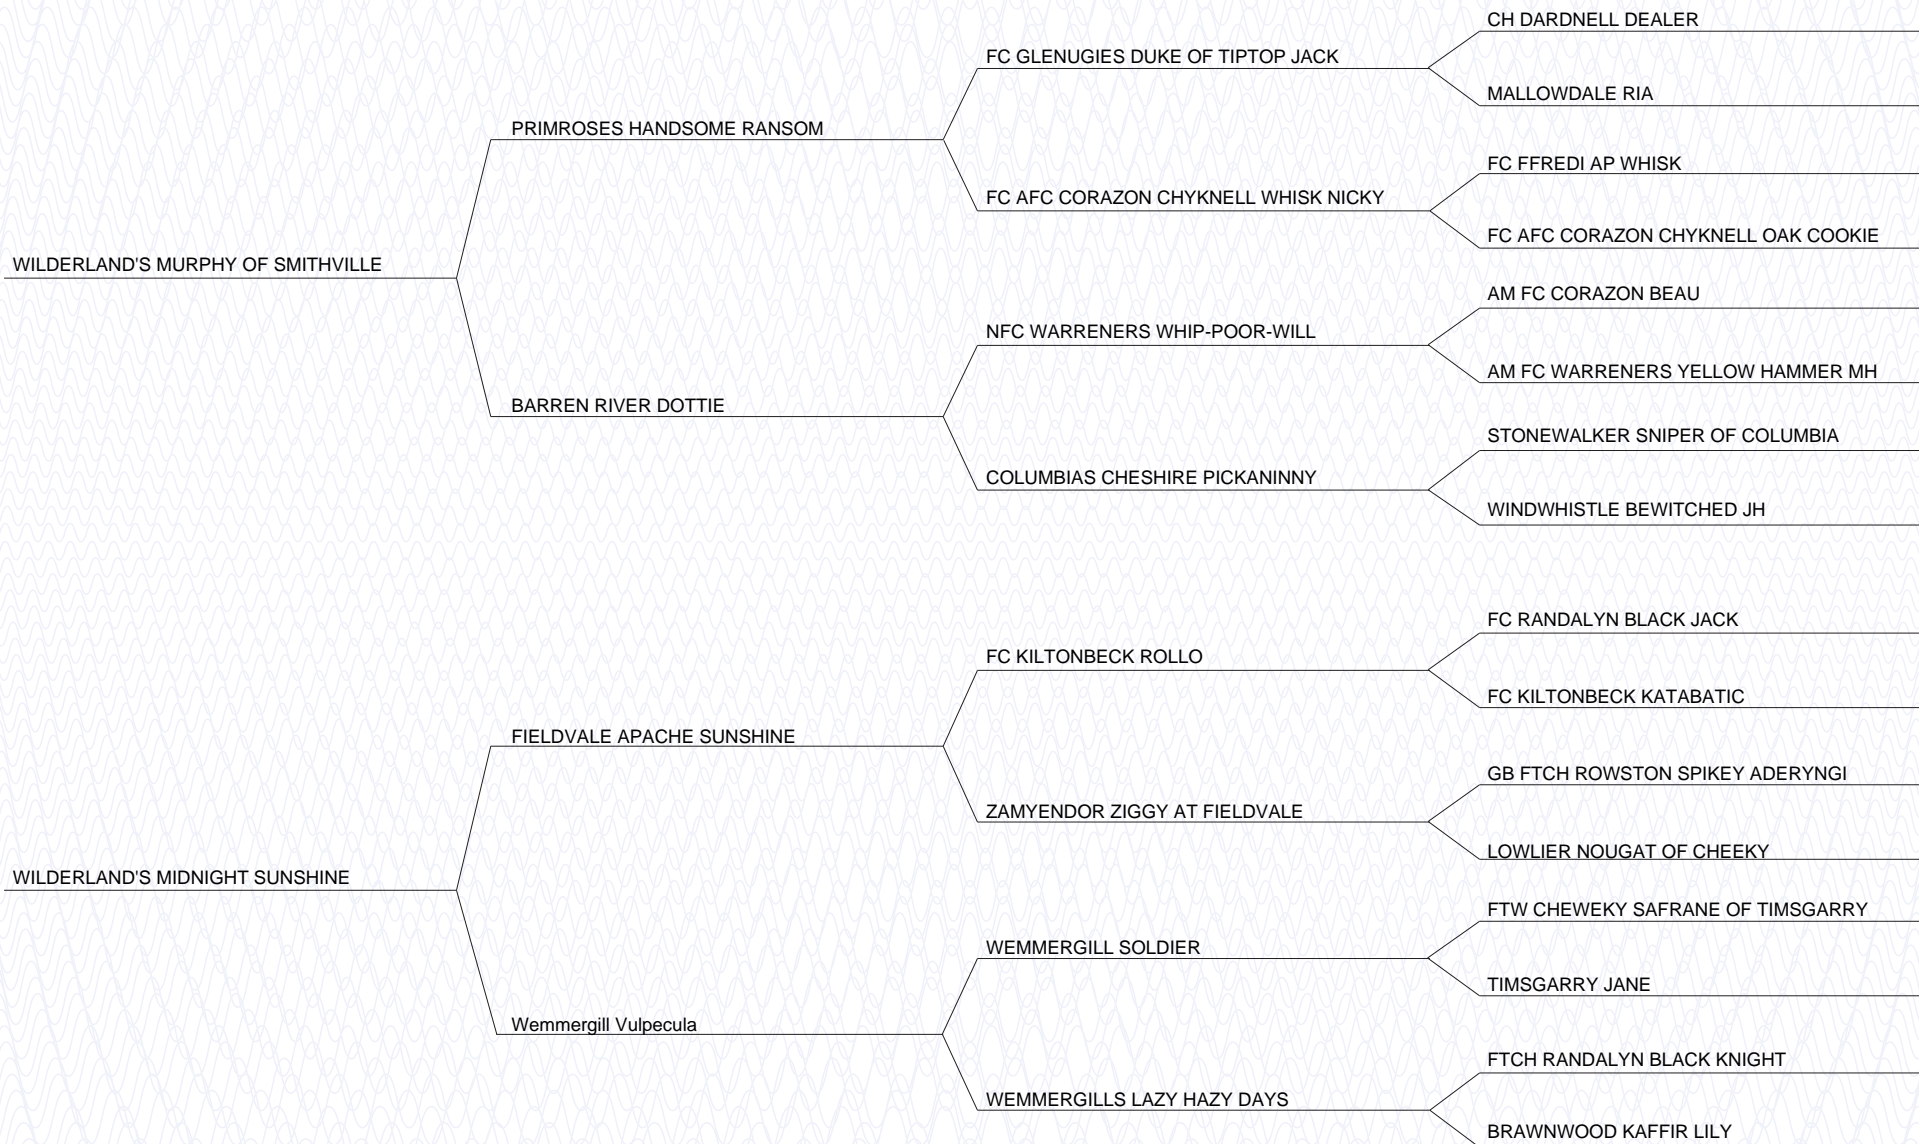 CH DARDNELL DEALER
FC GLENUGIES DUKE OF TIPTOP JACK
MALLOWDALE RIA
PRIMROSES HANDSOME RANSOM
FC FFREDI AP WHISK
FC AFC CORAZON CHYKNELL WHISK NICKY
FC AFC CORAZON CHYKNELL OAK COOKIE
WILDERLAND'S MURPHY OF SMITHVILLE
AM FC CORAZON BEAU
NFC WARRENERS WHIP-POOR-WILL
AM FC WARRENERS YELLOW HAMMER MH
BARREN RIVER DOTTIE
STONEWALKER SNIPER OF COLUMBIA
COLUMBIAS CHESHIRE PICKANINNY
WINDWHISTLE BEWITCHED JH
FC RANDALYN BLACK JACK
FC KILTONBECK ROLLO
FC KILTONBECK KATABATIC
FIELDVALE APACHE SUNSHINE
GB FTCH ROWSTON SPIKEY ADERYNGI
ZAMYENDOR ZIGGY AT FIELDVALE
LOWLIER NOUGAT OF CHEEKY
WILDERLAND'S MIDNIGHT SUNSHINE
FTW CHEWEKY SAFRANE OF TIMSGARRY
WEMMERGILL SOLDIER
TIMSGARRY JANE
Wemmergill Vulpecula
FTCH RANDALYN BLACK KNIGHT
WEMMERGILLS LAZY HAZY DAYS
BRAWNWOOD KAFFIR LILY